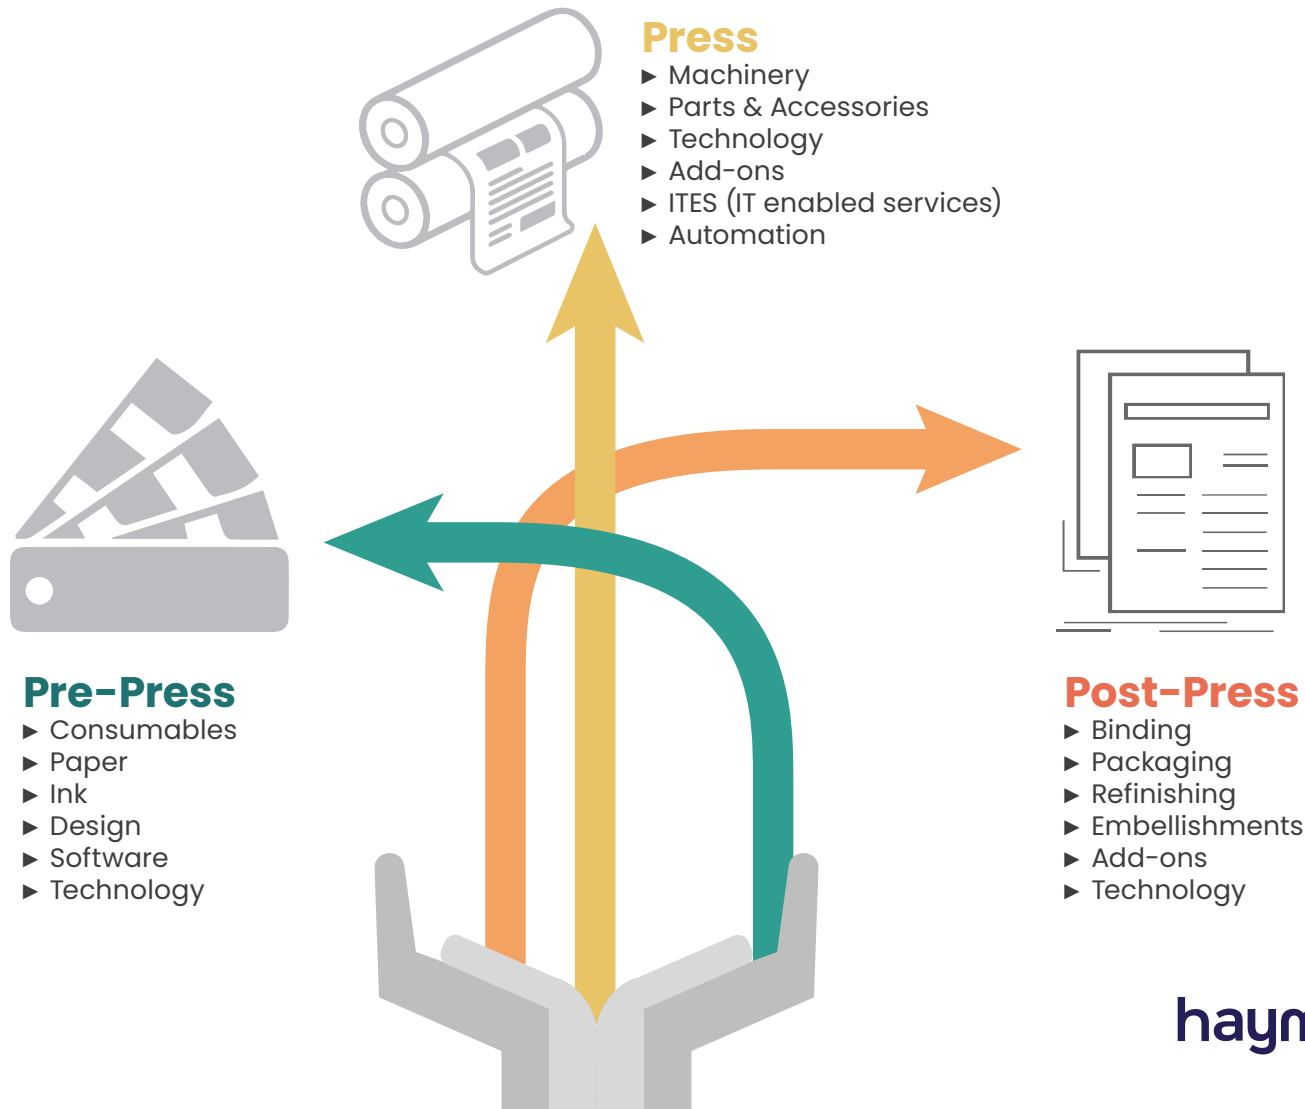 Press
► Machinery
► Parts & Accessories
► Technology
► Add-ons
► ITES (IT enabled services)
► Automation
Pre-Press
► Consumables
► Paper
► Ink
► Design
► Software
► Technology
Post-Press
► Binding
► Packaging
► Refinishing
► Embellishments
► Add-ons
► Technology